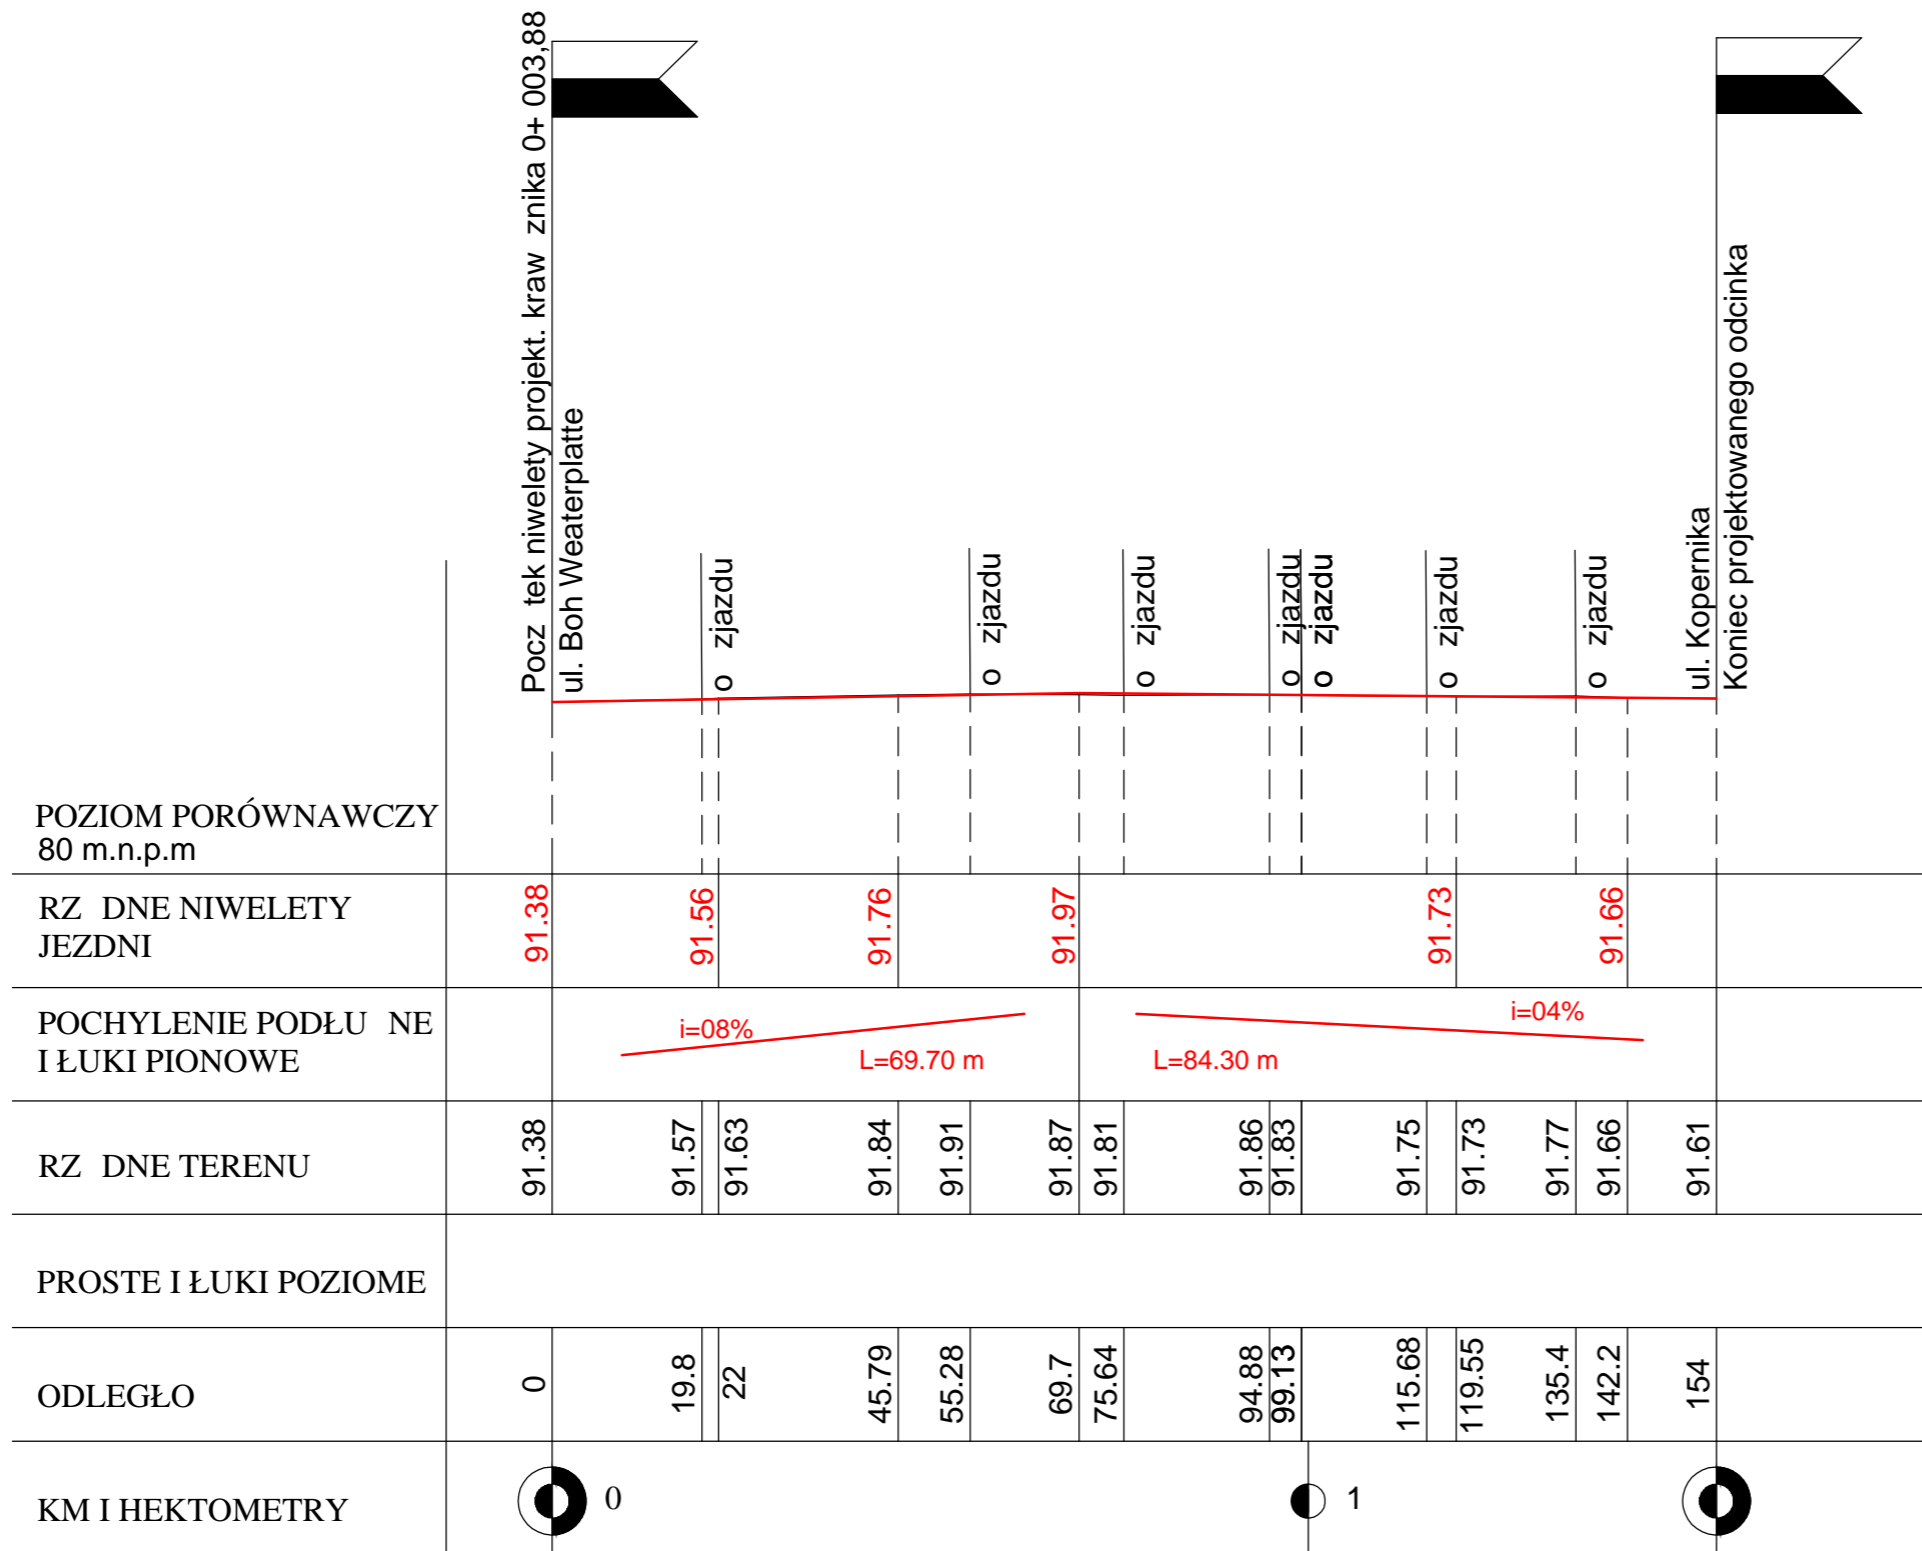 Pocz tek niwelety projekt. kraw znika 0+ 003,88
ul. Boh Weaterplatte
o zjazdu
o zjazdu
o zjazdu
o zjazdu
o zjazdu
o zjazdu
o zjazdu
ul. Kopernika
Koniec projektowanego odcinka
POZIOM PORÓWNAWCZY
80 m.n.p.m
RZ DNE NIWELETY
JEZDNI
91.38
91.56
91.76
91.97
91.73
91.66
POCHYLENIE PODŁU NE
I ŁUKI PIONOWE
i=08%
L=69.70 m
L=84.30 m
i=04%
RZ DNE TERENU
91.38
91.57
91.63
91.84
91.91
91.87
91.81
91.86
91.83
91.75
91.73
91.77
91.66
91.61
PROSTE I ŁUKI POZIOME
ODLEGŁO
0
19.8
22
45.79
55.28
69.7
75.64
94.88
99.13
115.68
119.55
135.4
142.2
154
KM I HEKTOMETRY
0
1